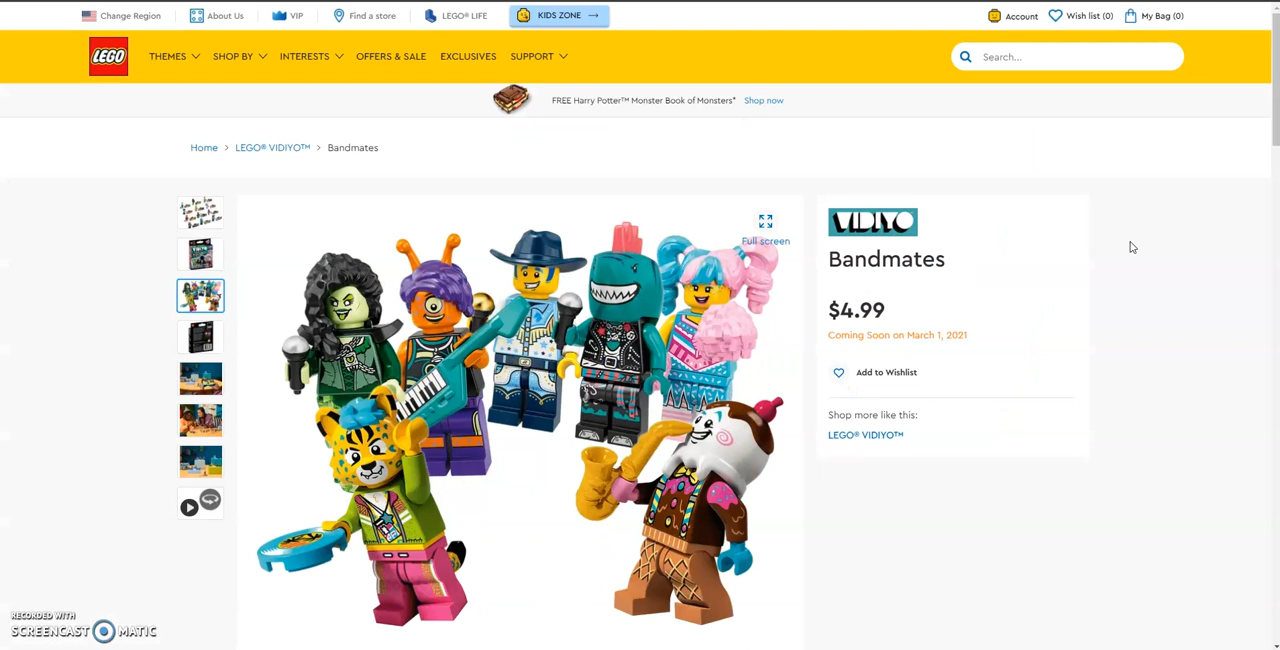 Change Region
About Us
VIP
Find a store
LEGO® LIFE
KIDS ZONE →
Account
Wish list (0)
My Bag (0)
LEGO
THEMES
SHOP BY
INTERESTS
OFFERS & SALE
EXCLUSIVES
SUPPORT
Search...
FREE Harry Potter™ Monster Book of Monsters* Shop now
Home > LEGO® VIDIYO™ > Bandmates
Full screen
VIDIYO
Bandmates
$4.99
Coming Soon on March 1, 2021
Add to Wishlist
Shop more like this:
LEGO® VIDIYO™
RECORDED WITH
SCREENCAST MATIC